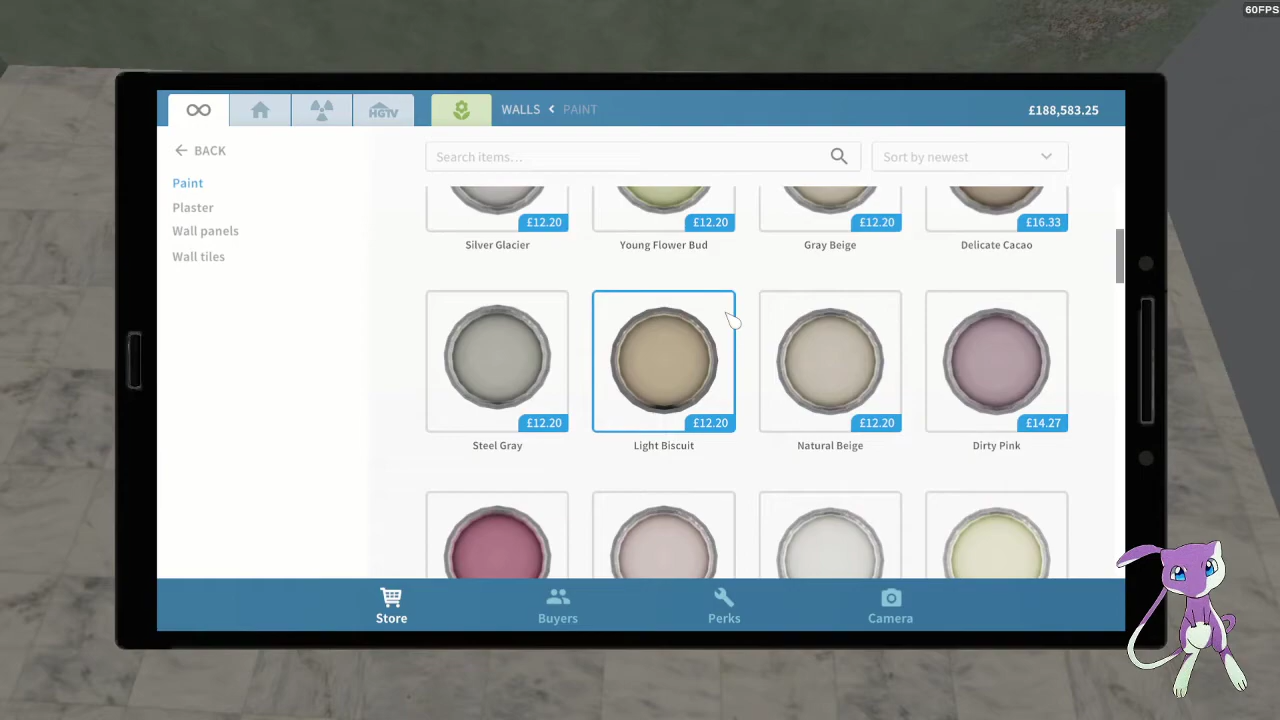 60FPS
HGTV
WALLS < PAINT
£188,583.25
BACK
Search items...
Sort by newest
Paint
Plaster
Wall panels
Wall tiles
£12.20
£12.20
£12.20
£16.33
Silver Glacier
Young Flower Bud
Gray Beige
Delicate Cacao
£12.20
£12.20
£12.20
£14.27
Steel Gray
Light Biscuit
Natural Beige
Dirty Pink
Store
Buyers
Perks
Camera